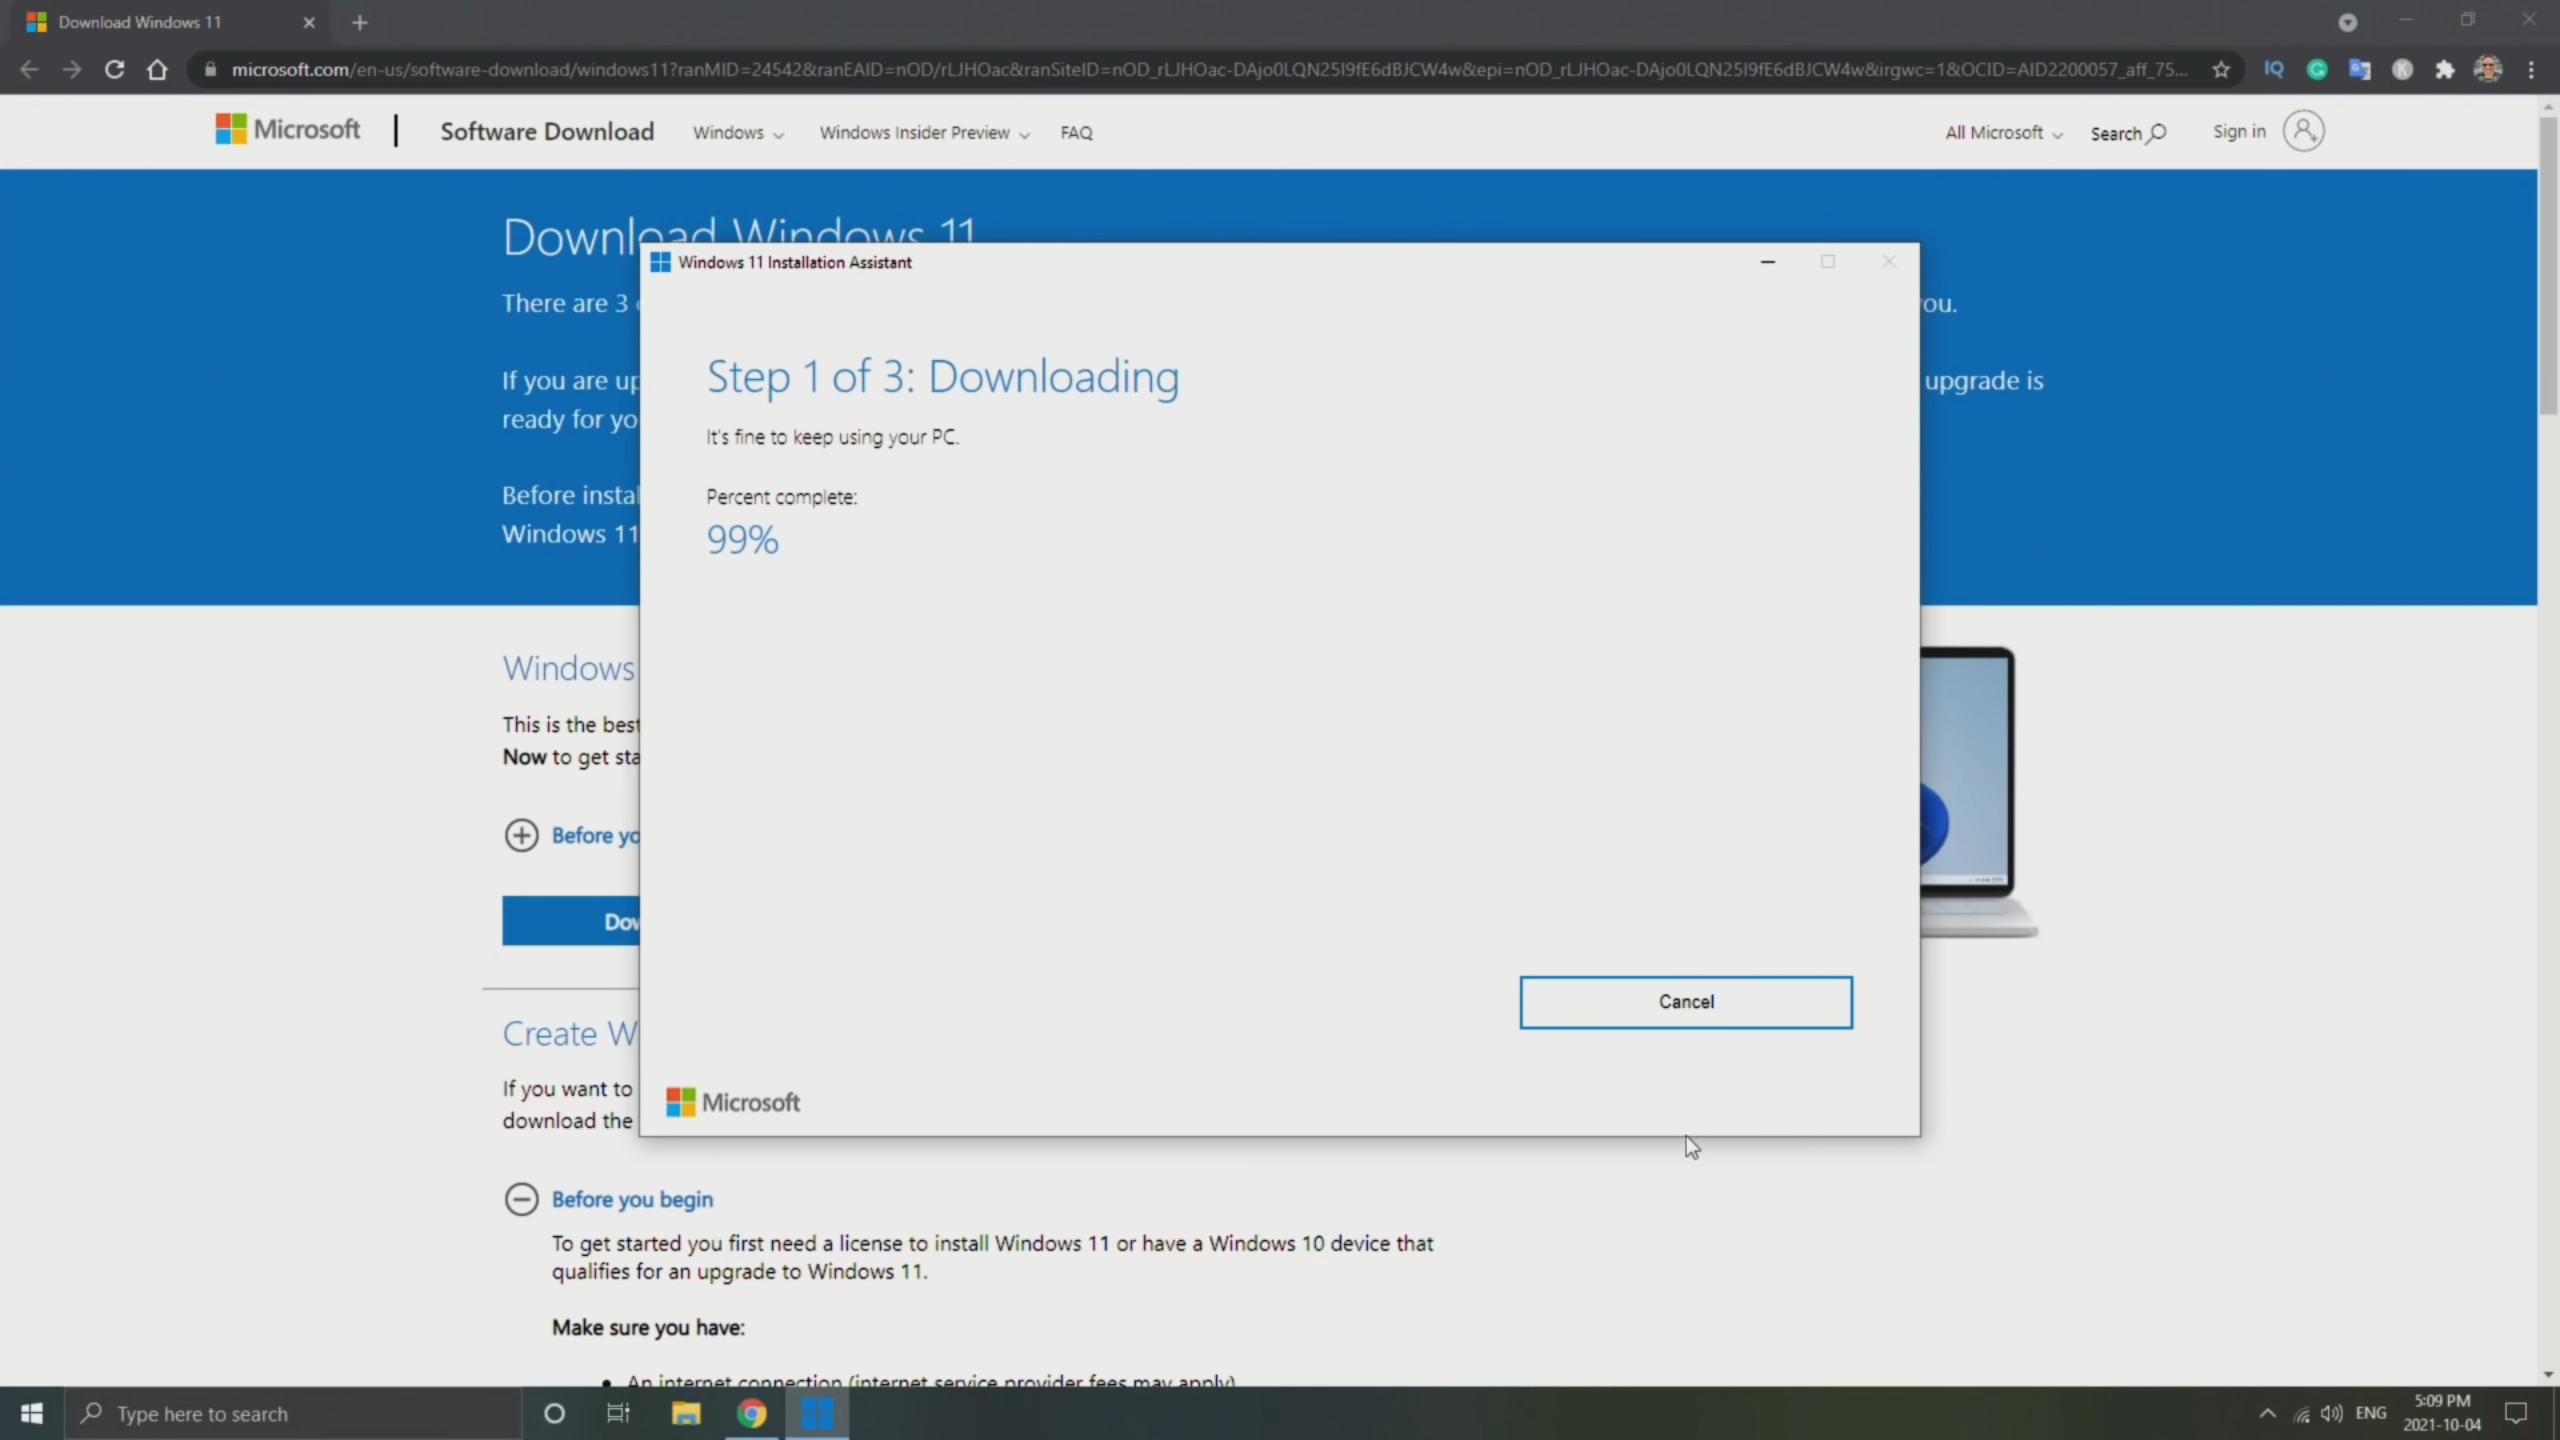 Download Windows 11
microsoft.com/en-us/software-download/windows11?ranMID=24542&ranEAID=nOD/rLJHOac&ranSiteID=nOD_rLJHOac-DAjo0LQN25I9fE6dBJCW4w&epi=nOD_rLJHOac-DAjo0LQN25I9fE6dBJCW4w&irgwc=1&OCID=AID2200057_aff_75...
IQ
Microsoft
Software Download
Windows
Windows Insider Preview
FAQ
All Microsoft
Search
Sign in
Download Windows 11
There are 3
you.
If you are up
upgrade is
ready for yo
Before instal
Windows 11
Windows 11 Installation Assistant
Step 1 of 3: Downloading
It's fine to keep using your PC.
Percent complete:
99%
Cancel
Microsoft
Windows
This is the best
Now to get sta
Before yo
Dow
Create W
If you want to
download the
Before you begin
To get started you first need a license to install Windows 11 or have a Windows 10 device that
qualifies for an upgrade to Windows 11.
Make sure you have:
• An internet connection (internet service provider fees may apply)
Type here to search
ENG
5:09 PM
2021-10-04